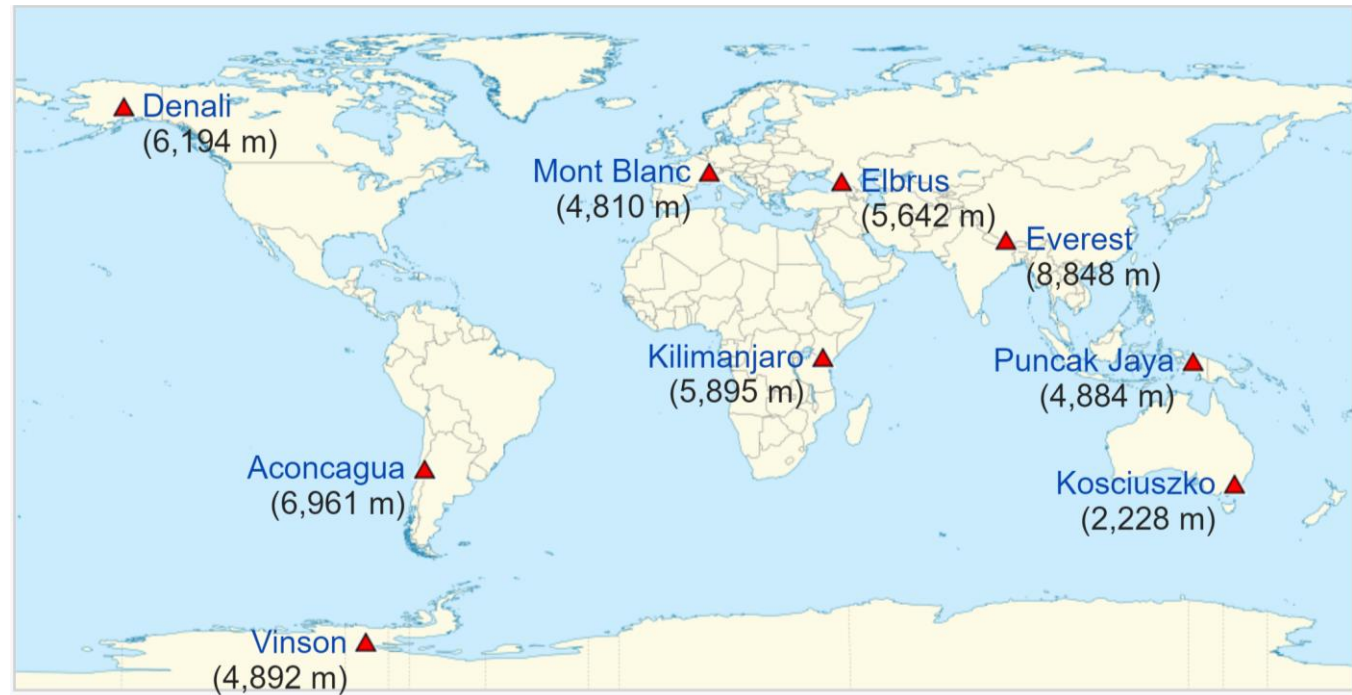 Denali
(6,194 m)
Mont Blanc
(4,810 m)
Elbrus
(5,642 m)
Everest
(8,848 m)
Kilimanjaro
(5,895 m)
Puncak Jaya
(4,884 m)
Aconcagua
(6,961 m)
Kosciuszko
(2,228 m)
Vinson
(4,892 m)